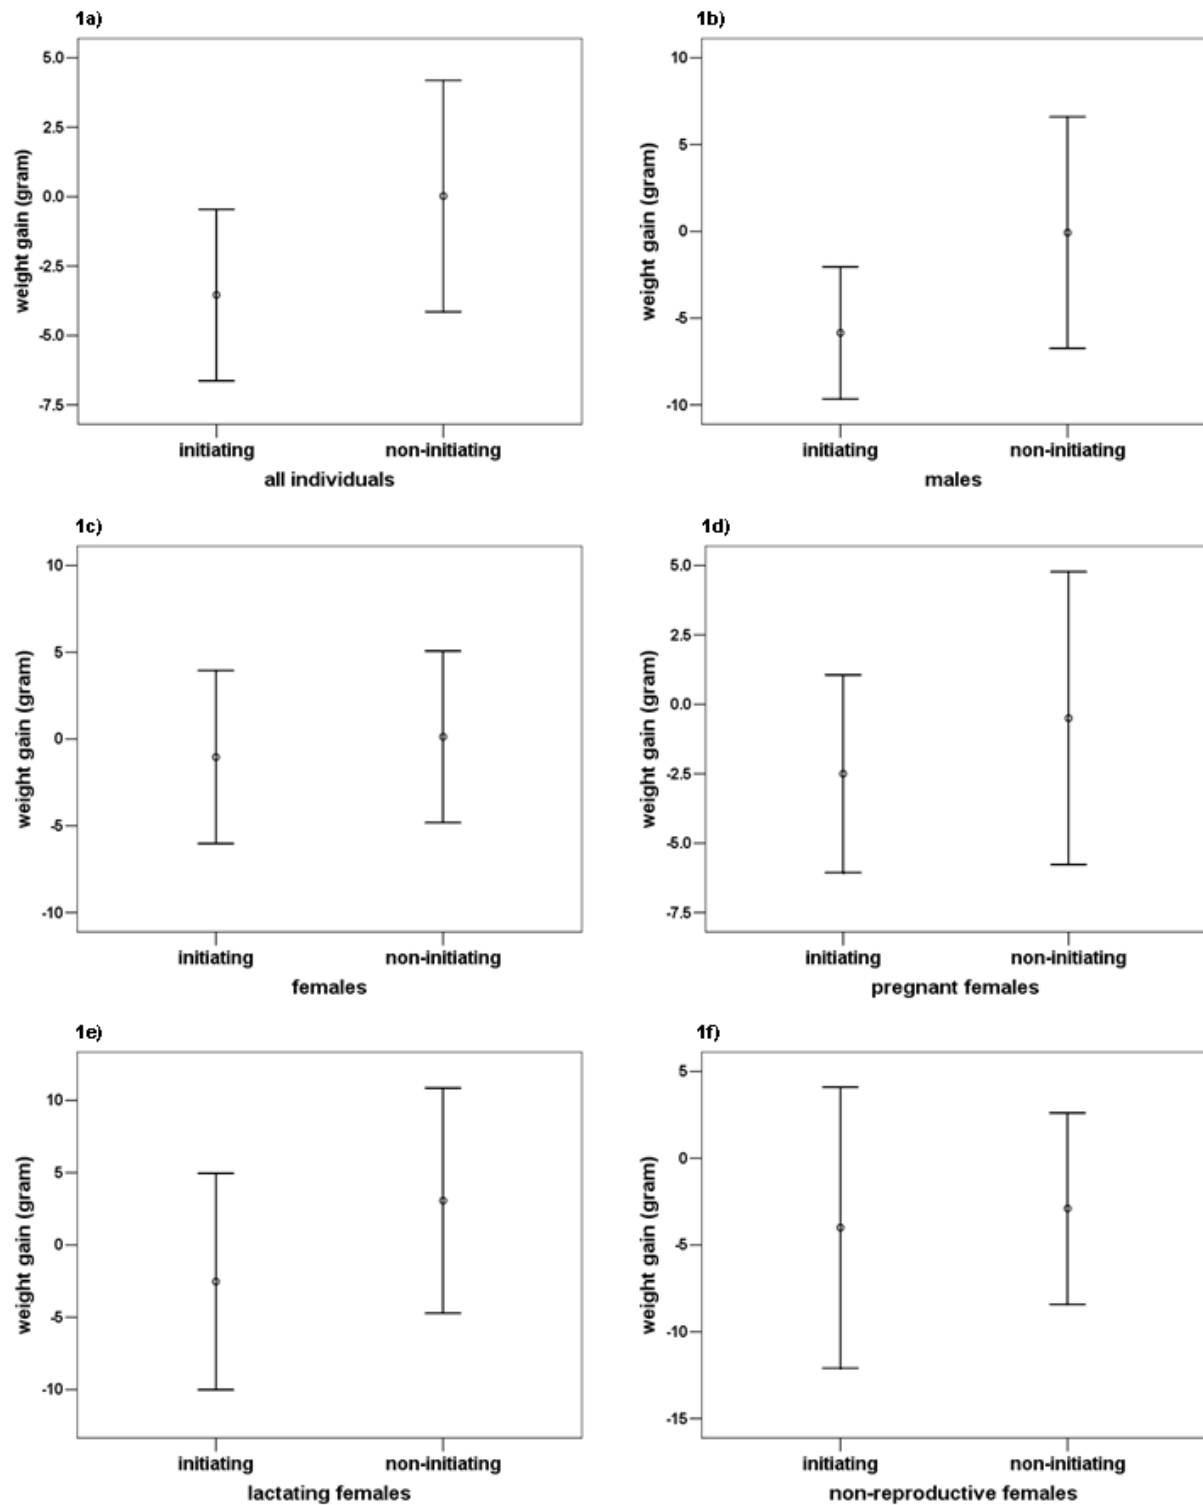 1a)
5.0
2.5
0.0
-2.5
-5.0
-7.5
weight gain (gram)
initiating non-initiating
all individuals
1b)
10
5
0
-5
-10
weight gain (gram)
initiating non-initiating
males
1c)
10
5
0
-5
-10
weight gain (gram)
initiating non-initiating
females
1d)
5.0
2.5
0.0
-2.5
-5.0
-7.5
weight gain (gram)
initiating non-initiating
pregnant females
1e)
10
5
0
-5
-10
weight gain (gram)
initiating non-initiating
lactating females
1f)
5
0
-5
-10
-15
weight gain (gram)
initiating non-initiating
non-reproductive females